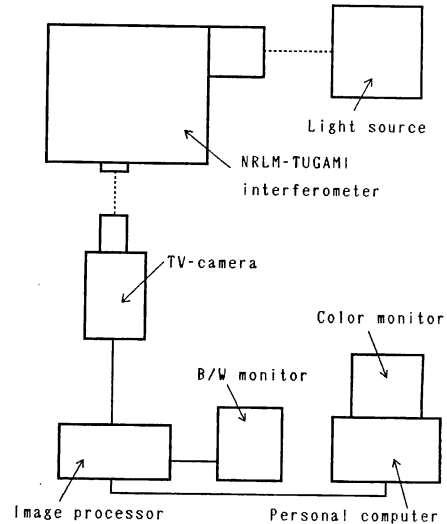 Light source
NRLM-TUGAMI
interferometer
TV-camera
Color monitor
B/W monitor
Image processor
Personal computer